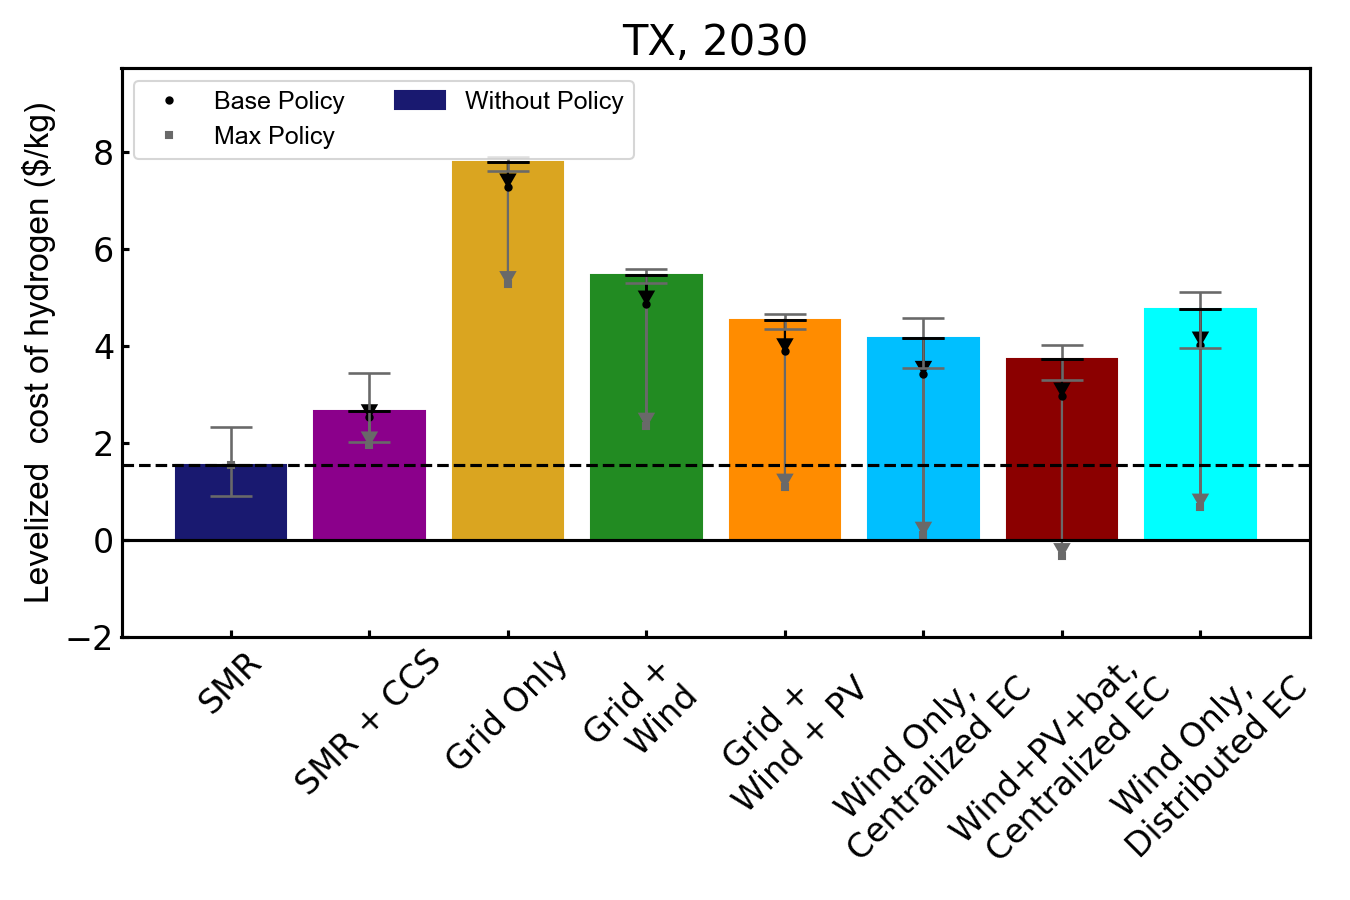 TX, 2030
Base Policy
Max Policy
Without Policy
Levelized  cost of hydrogen ($/kg)
8
6
4
2
0
−2
SMR
SMR + CCS
Grid Only
Grid +
Wind
Grid +
Wind + PV
Wind Only,
Centralized EC
Wind+PV+bat,
Centralized EC
Wind Only,
Distributed EC